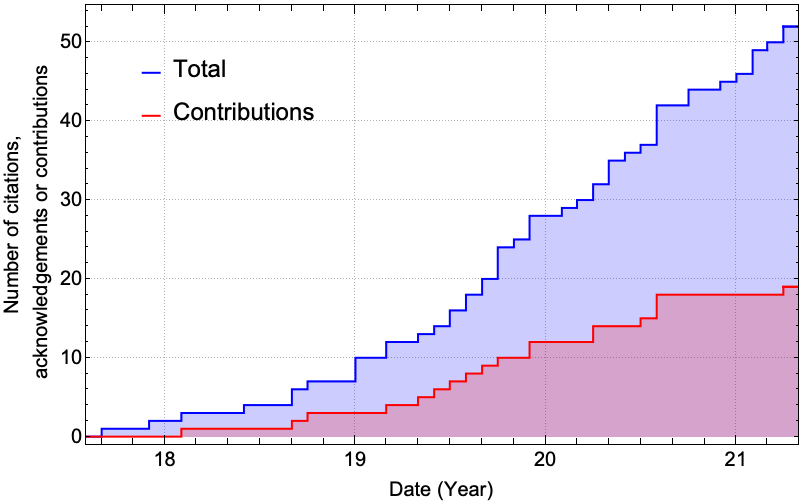 Number of citations,
acknowledgements or contributions
50
40
30
20
10
0
Total
Contributions
18
19
20
21
Date (Year)